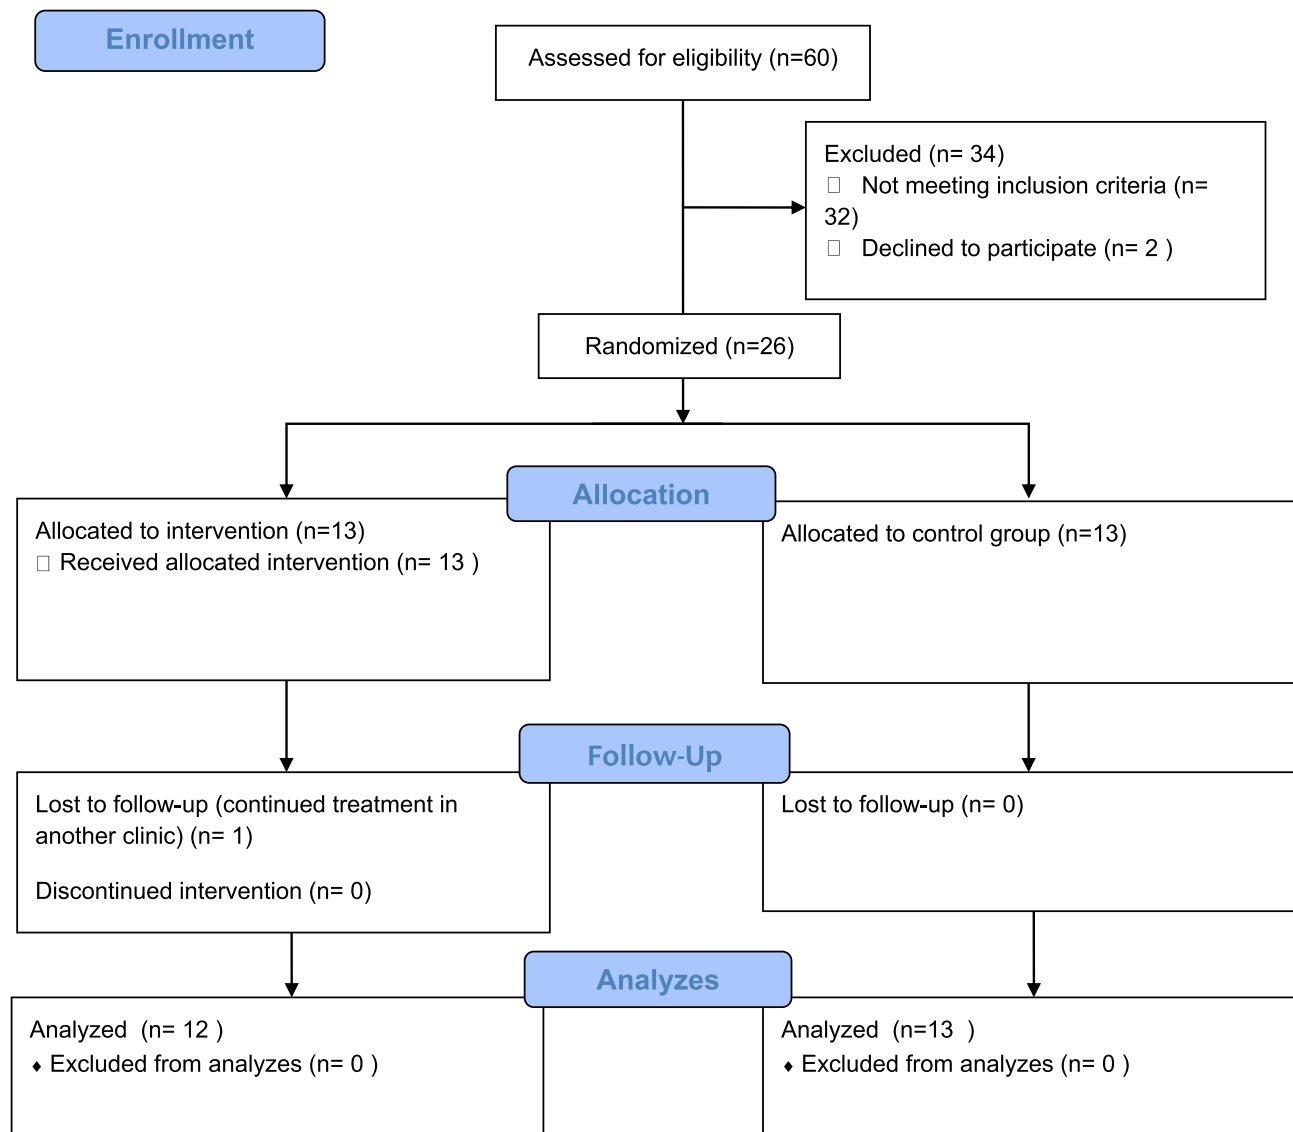 Enrollment
Assessed for eligibility (n=60)
Excluded (n= 34)
□ Not meeting inclusion criteria (n=
32)
□ Declined to participate (n= 2 )
Randomized (n=26)
Allocation
Allocated to intervention (n=13)
□ Received allocated intervention (n= 13 )
Allocated to control group (n=13)
Follow-Up
Lost to follow-up (continued treatment in
another clinic) (n= 1)
Discontinued intervention (n= 0)
Lost to follow-up (n= 0)
Analyzes
Analyzed (n= 12 )
♦ Excluded from analyzes (n= 0 )
Analyzed (n=13 )
♦ Excluded from analyzes (n= 0 )